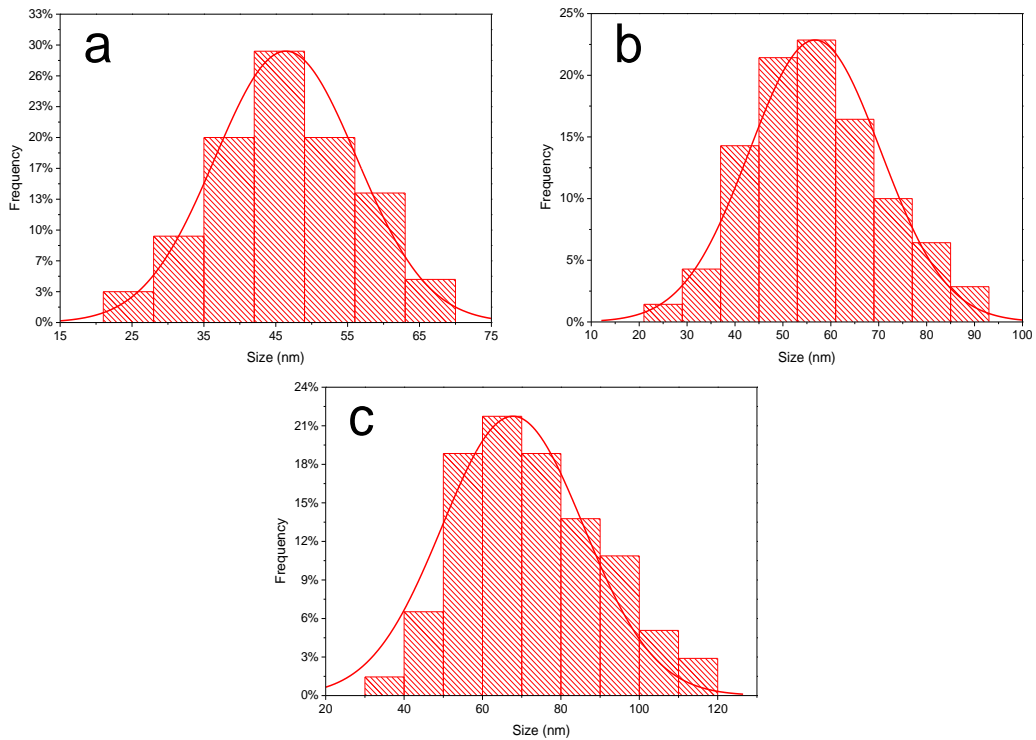 a
33%
30%
26%
23%
20%
17%
13%
10%
7%
3%
0%
Frequency
15 25 35 45 55 65 75
Size (nm)
b
25%
20%
15%
10%
5%
0%
Frequency
10 20 30 40 50 60 70 80 90 100
Size (nm)
c
24%
21%
18%
15%
12%
9%
6%
3%
0%
Frequency
20 40 60 80 100 120
Size (nm)